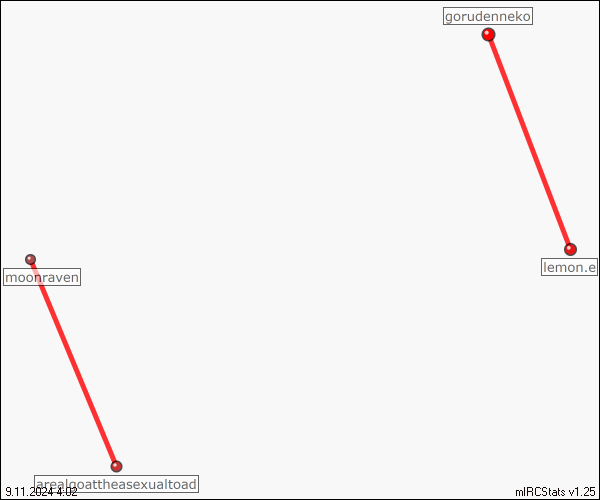 gorudenneko
lemon.e
moonraven
arealgoattheasexualtoad
9.11.2024 4:02
mIRCStats v1.25